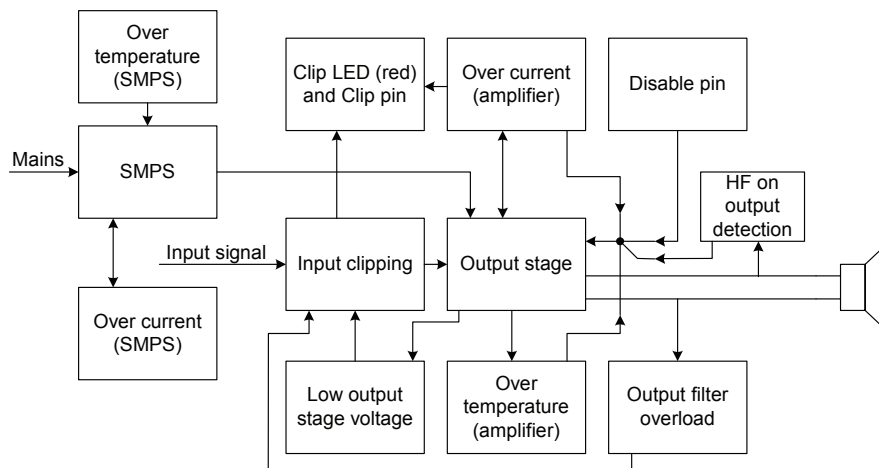 Over
temperature
(SMPS)
Clip LED (red)
and Clip pin
Over current
(amplifier)
Disable pin
Mains
SMPS
HF on
output
detection
Input signal
Input clipping
Output stage
Over current
(SMPS)
Low output
stage voltage
Over
temperature
(amplifier)
Output filter
overload